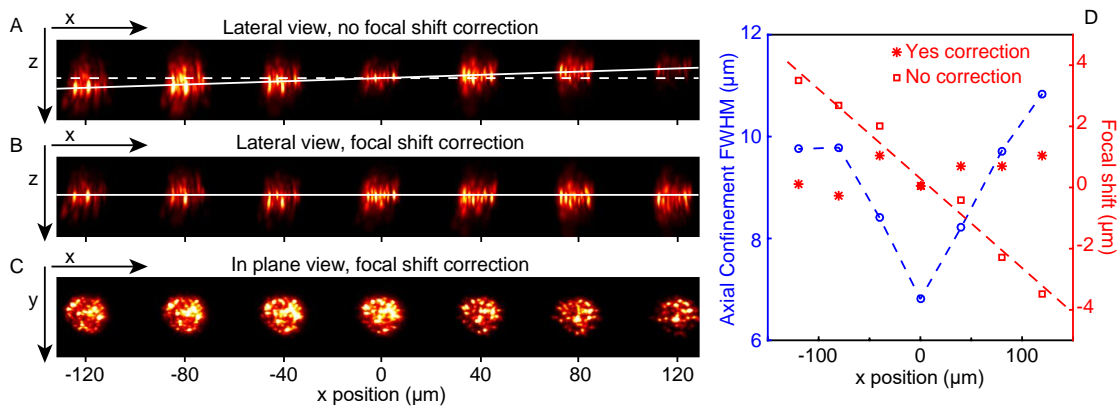 A
x
Lateral view, no focal shift correction
z
B
x
Lateral view, focal shift correction
z
C
x
In plane view, focal shift correction
y
-120
-80
-40
0
40
80
120
x position (µm)
D
12
10
8
6
Axial Confinement FWHM (µm)
Yes correction
No correction
4
2
0
-2
-4
Focal shift (µm)
-100
0
100
x position (µm)